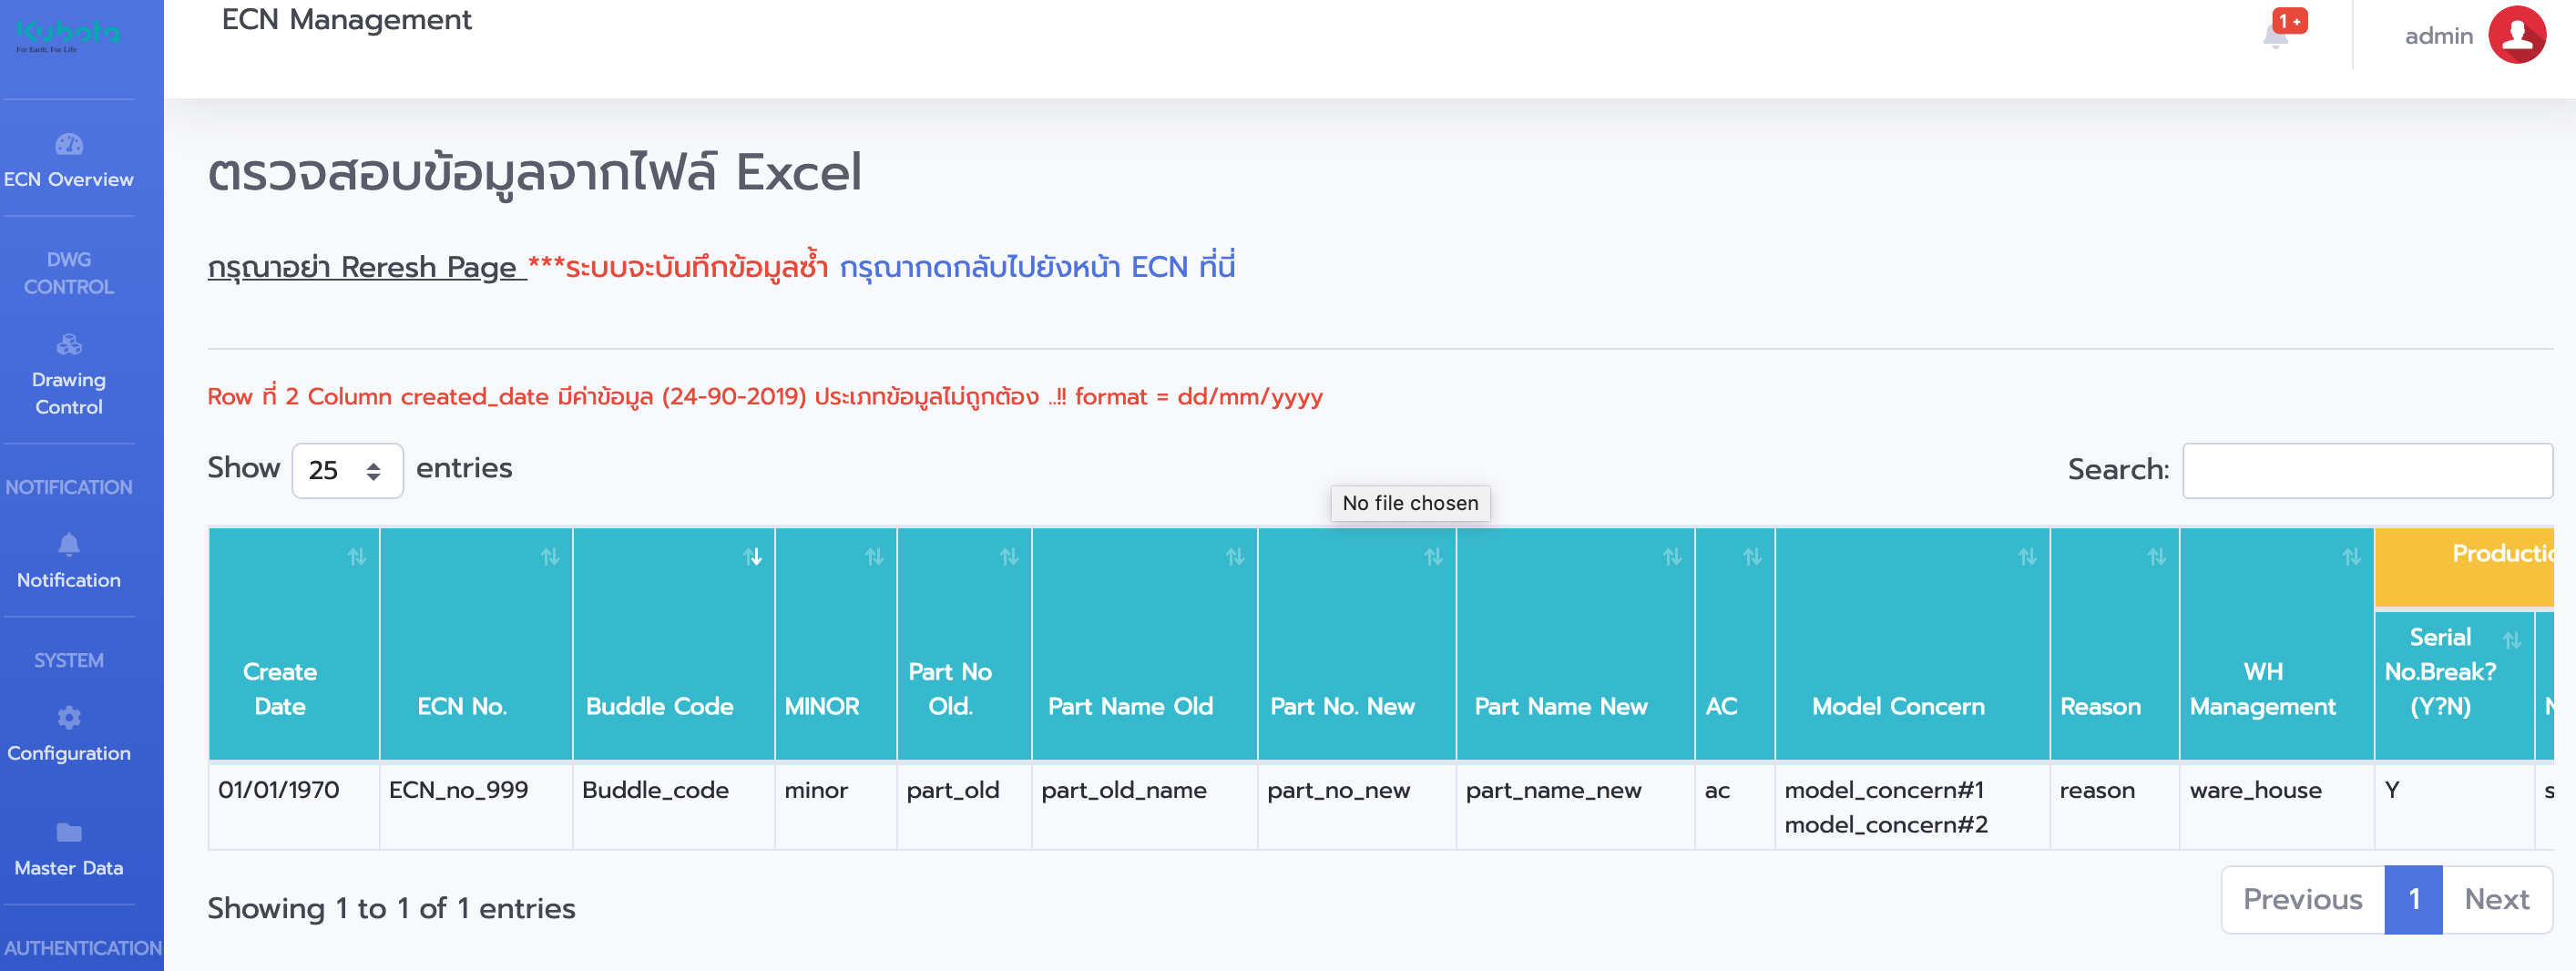 Kubota
For Earth, For Life
ECN Management
1 +
admin
ECN Overview
DWG
CONTROL
Drawing
Control
NOTIFICATION
Notification
SYSTEM
Configuration
Master Data
AUTHENTICATION
ตรวจสอบข้อมูลจากไฟล์ Excel
กรุณาอย่า Reresh Page ***ระบบจะบันทึกข้อมูลซ้ำ กรุณากดกลับไปยังหน้า ECN ที่นี่
Row ที่ 2 Column created_date มีค่าข้อมูล (24-90-2019) ประเภทข้อมูลไม่ถูกต้อง ..!! format = dd/mm/yyyy
Show 25 entries
Search:
No file chosen
Create
Date
ECN No.
Buddle Code
MINOR
Part No
Old.
Part Name Old
Part No. New
Part Name New
AC
Model Concern
Reason
WH
Management
Productic
Serial
No.Break?
(Y?N)
01/01/1970 ECN_no_999 Buddle_code minor part_old part_old_name part_no_new part_name_new ac model_concern#1 reason ware_house Y s
model_concern#2
Showing 1 to 1 of 1 entries
Previous 1 Next